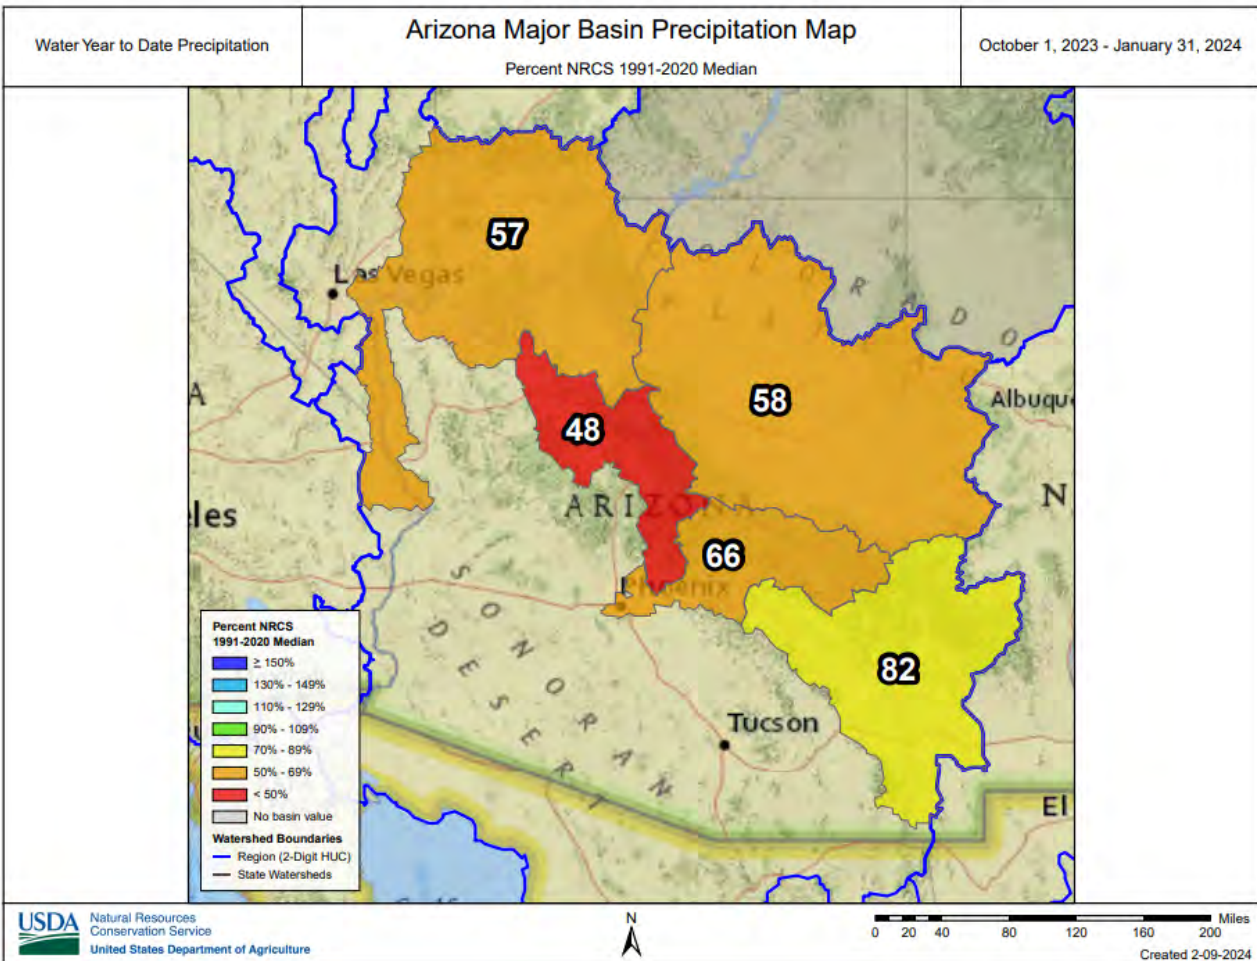 Water Year to Date Precipitation
Arizona Major Basin Precipitation Map
Percent NRCS 1991-2020 Median
October 1, 2023 - January 31, 2024
57
Las Vegas
COLORADO
PLAT
58
Albuqu
48
A
ARIZONA
N
les
66
Phoenix
SONORAN
DESERT
82
Tucson
El
Percent NRCS
1991-2020 Median
≥ 150%
130% - 149%
110% - 129%
90% - 109%
70% - 89%
50% - 69%
< 50%
No basin value
Watershed Boundaries
Region (2-Digit HUC)
State Watersheds
USDA
Natural Resources
Conservation Service
United States Department of Agriculture
N
0 20 40 80 120 160 200
Miles
Created 2-09-2024